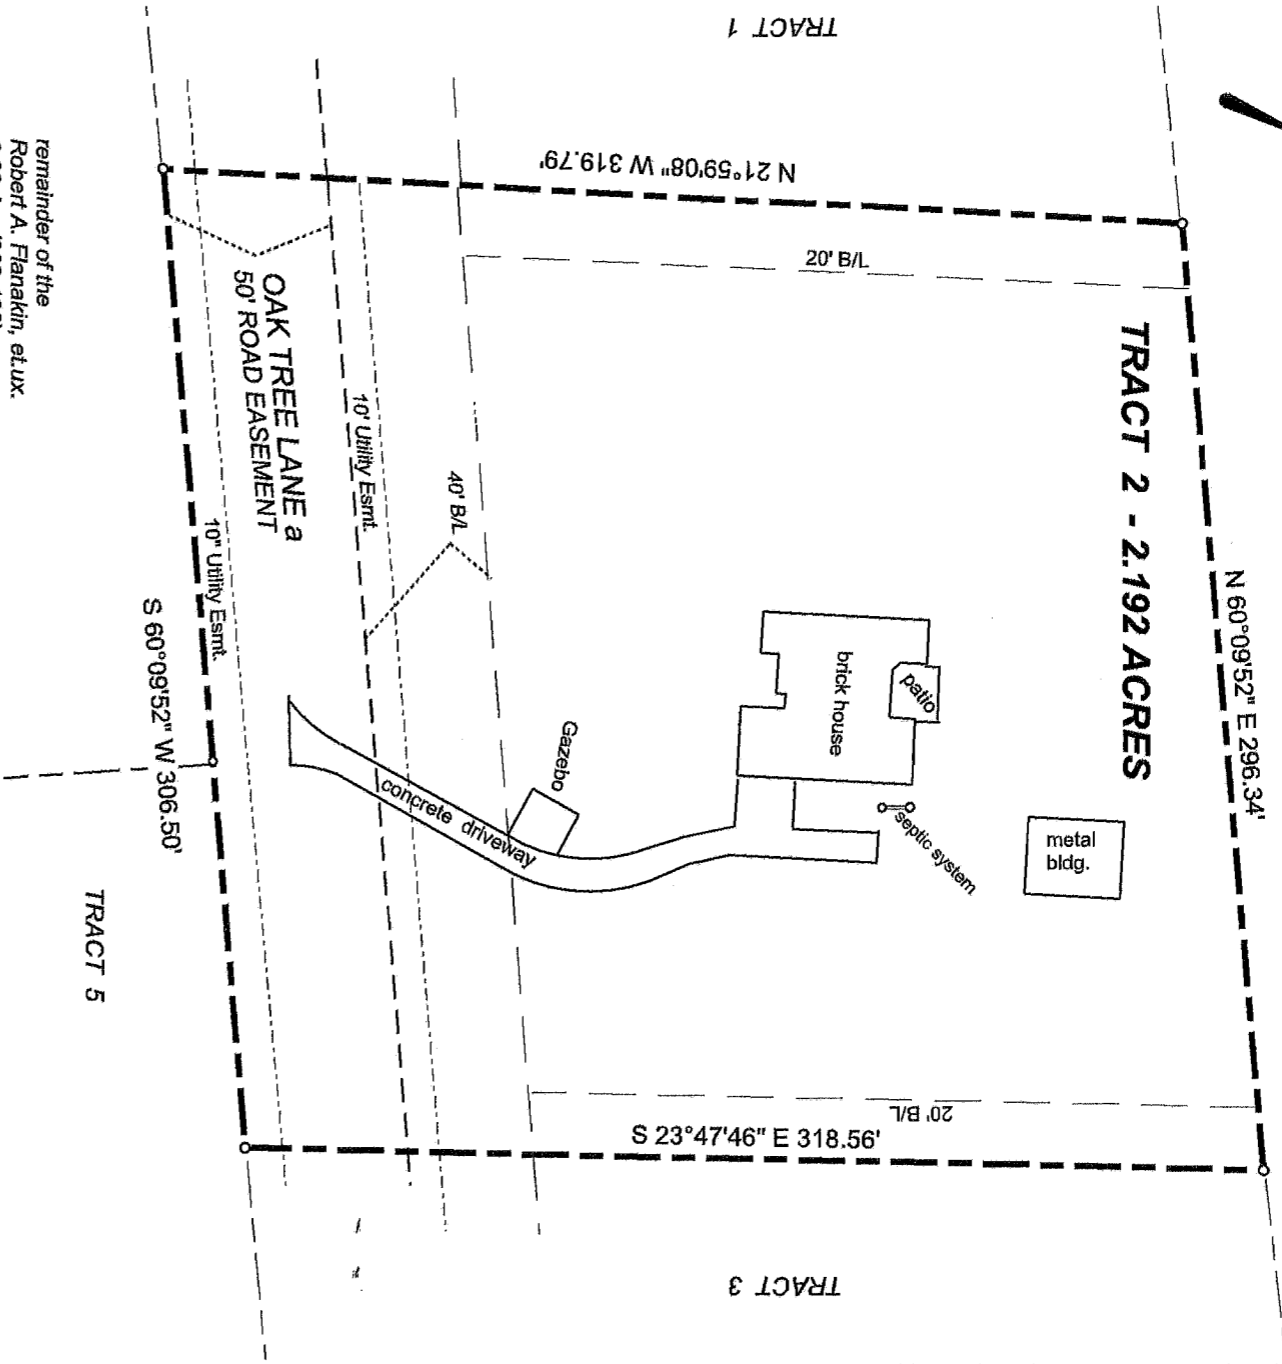 TRACT 1
N 21°59'08" W 319.79'
20' B/L
TRACT 2 - 2.192 ACRES
N 60°09'52" E 296.34'
remainder of the
Robert A. Flanakin, et.ux.
OAK TREE LANE a
50' ROAD EASEMENT
10' Utility Esmt.
40' B/L
10" Utility Esmt.
S 60°09'52" W 306.50'
brick house
patio
Gazebo
concrete driveway
septic system
metal
bldg.
TRACT 5
20' B/L
S 23°47'46" E 318.56'
TRACT 3